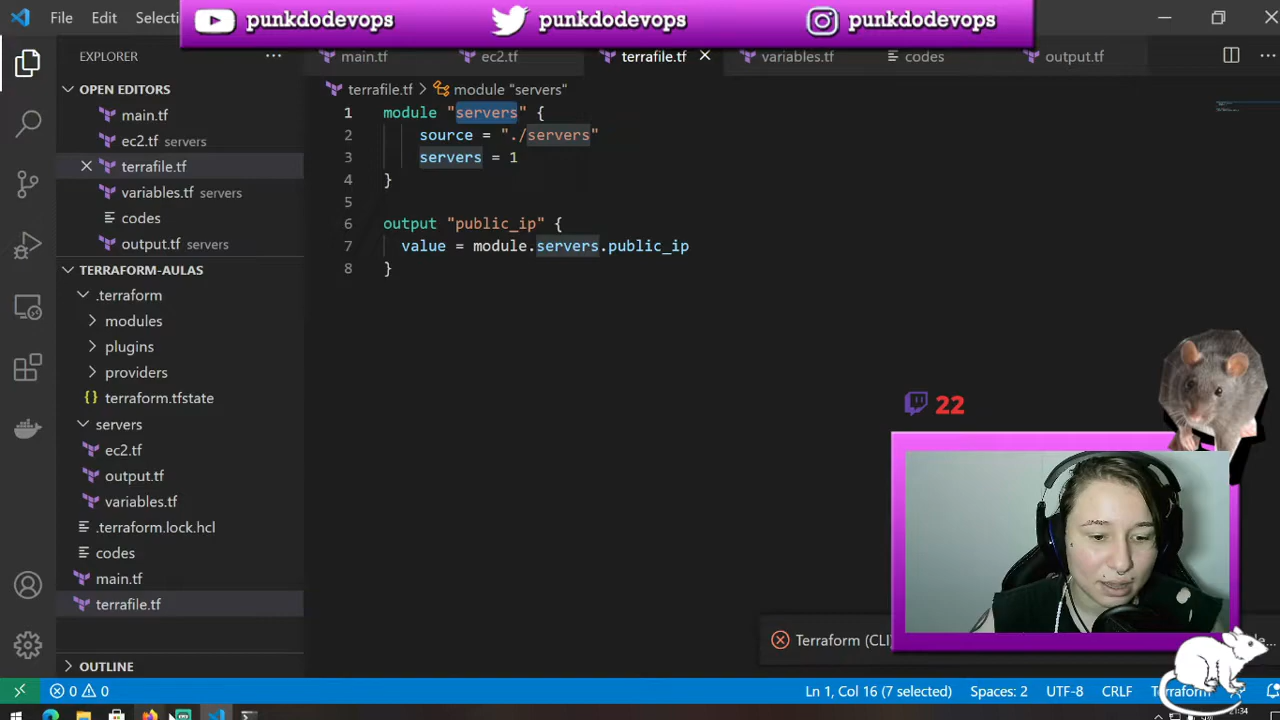 File Edit Selecti
punkdodevops punkdodevops punkdodevops
EXPLORER
OPEN EDITORS
main.tf
ec2.tf servers
terrafile.tf
variables.tf servers
codes
output.tf servers
TERRAFORM-AULAS
.terraform
modules
plugins
providers
{} terraform.tfstate
servers
ec2.tf
output.tf
variables.tf
.terraform.lock.hcl
codes
main.tf
terrafile.tf
OUTLINE
main.tf ec2.tf terrafile.tf variables.tf codes output.tf
terrafile.tf > module "servers"
1 module "servers" {
2 source = "./servers"
3 servers = 1
4 }
5
6 output "public_ip" {
7 value = module.servers.public_ip
8 }
22
Terraform (CLI)
0 0 Ln 1, Col 16 (7 selected) Spaces: 2 UTF-8 CRLF Terraform
21:34